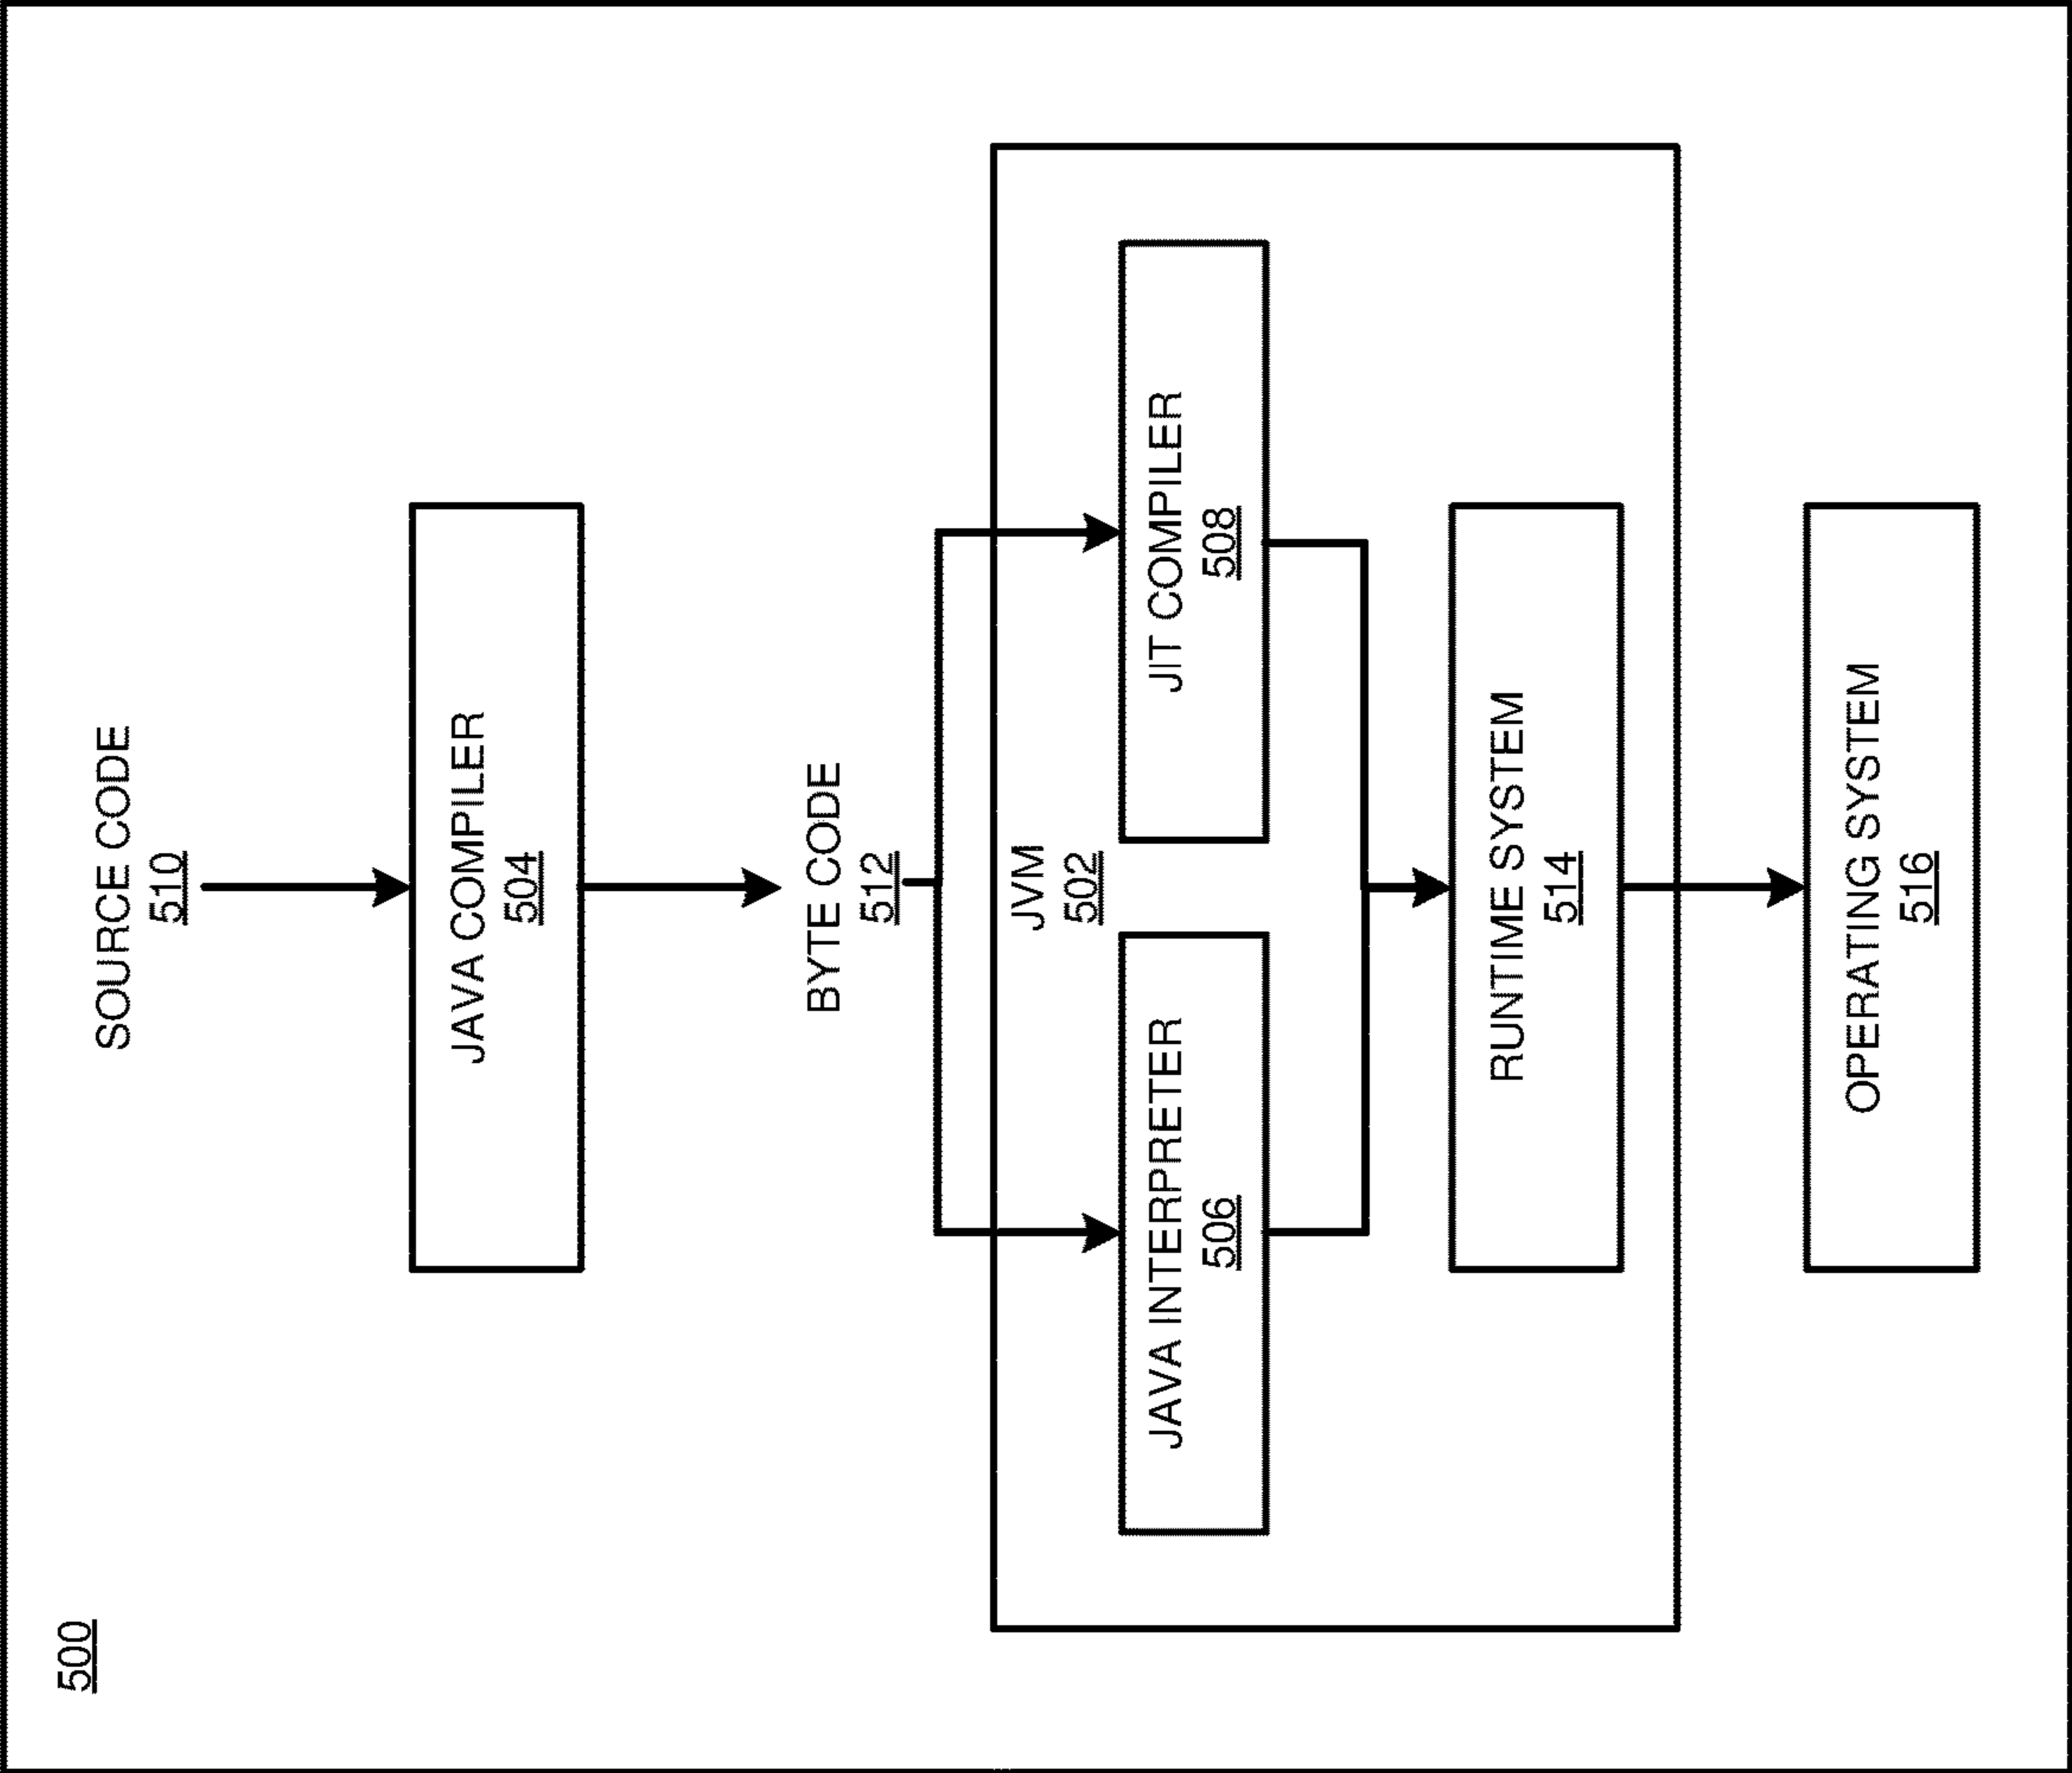 500
SOURCE CODE
510
JAVA COMPILER
504
BYTE CODE
512
JVM
502
JAVA INTERPRETER
506
JIT COMPILER
508
RUNTIME SYSTEM
514
OPERATING SYSTEM
516